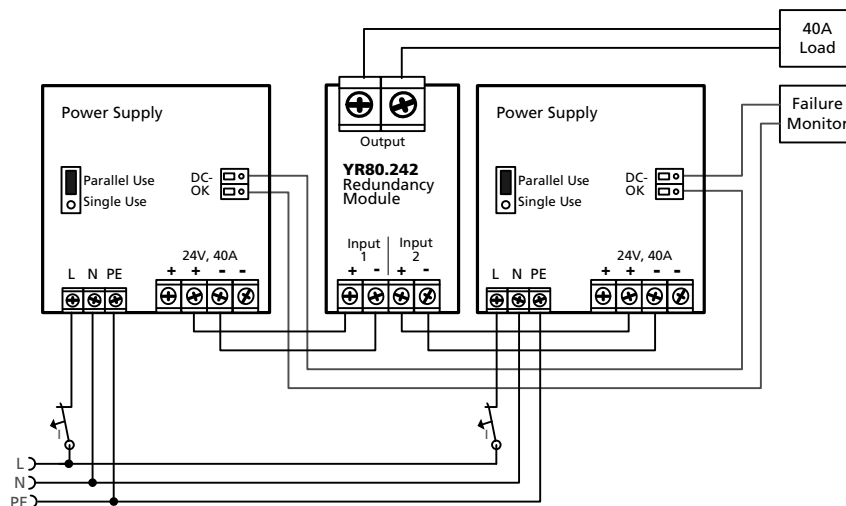 40A
Load
Failure
Monitor
Power Supply
Parallel Use
Single Use
DC-
OK
24V, 40A
+ + - -
L N PE
Output
YR80.242
Redundancy
Module
Input
1
Input
2
+ - + -
Power Supply
Parallel Use
Single Use
DC-
OK
24V, 40A
+ + - -
L N PE
I
I
L
N
PE